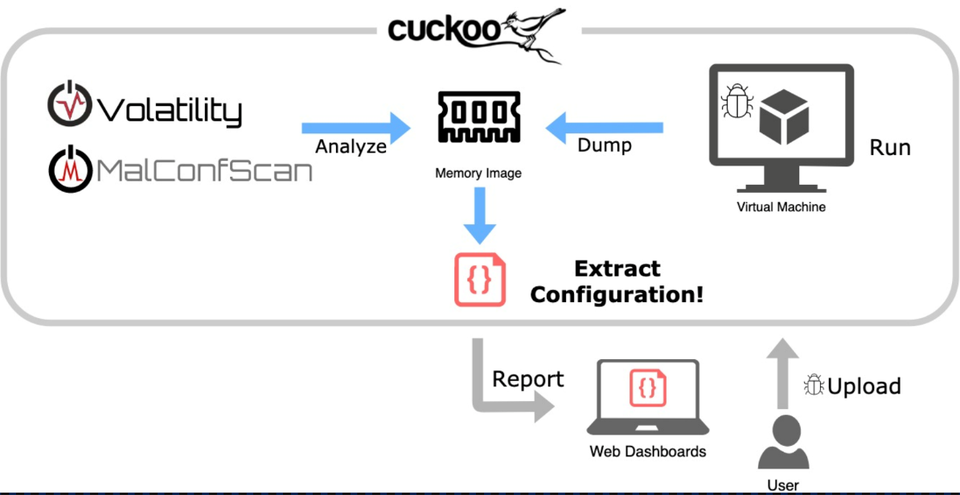 cuckoo
Volatility
MalConfScan
Analyze
Memory Image
Dump
Run
Virtual Machine
{}
Extract
Configuration!
Report
{}
Web Dashboards
Upload
User